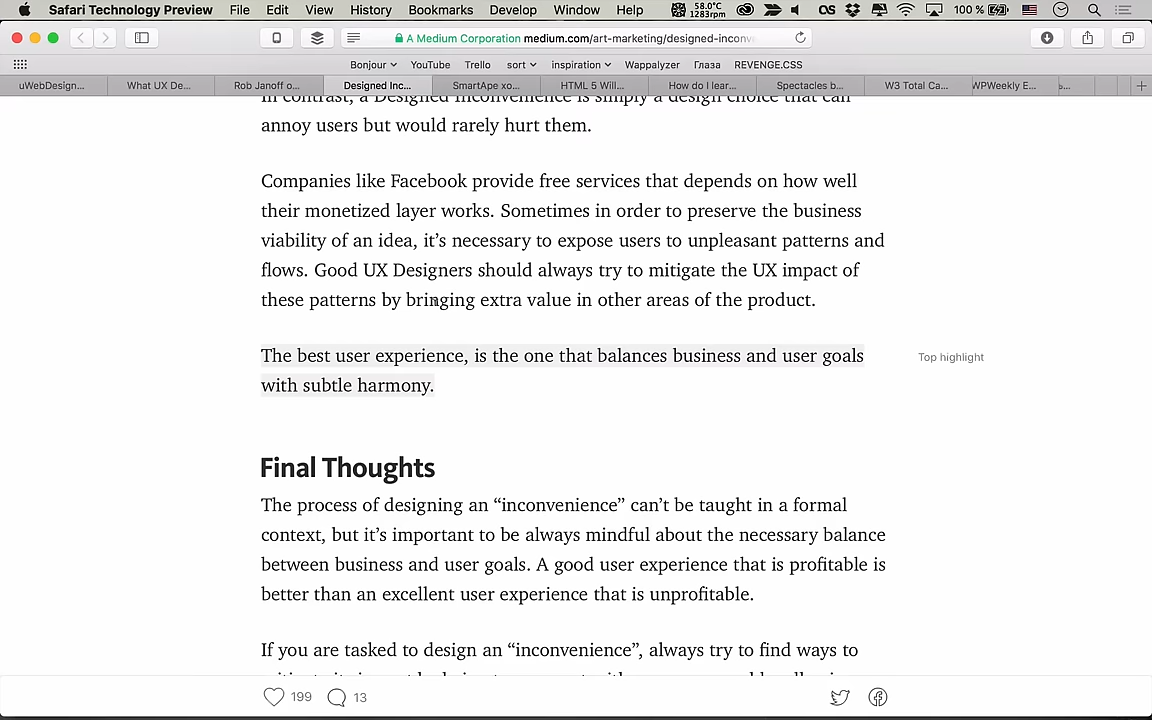 Safari Technology Preview File Edit View History Bookmarks Develop Window Help 58.0°C 1283rpm 100 %
A Medium Corporation medium.com/art-marketing/designed-inconv
Bonjour YouTube Trello sort inspiration Wappalyzer Глаза REVENGE.CSS
uWebDesign... What UX De... Rob Janoff o... Designed Inc... SmartApe xo... HTML 5 Will... How do I lear... Spectacles b... W3 Total Ca... WPWeekly E...
In contrast, a Designed Inconvenience is simply a design choice that can
annoy users but would rarely hurt them.
Companies like Facebook provide free services that depends on how well
their monetized layer works. Sometimes in order to preserve the business
viability of an idea, it’s necessary to expose users to unpleasant patterns and
flows. Good UX Designers should always try to mitigate the UX impact of
these patterns by bringing extra value in other areas of the product.
The best user experience, is the one that balances business and user goals
with subtle harmony.
Top highlight
Final Thoughts
The process of designing an “inconvenience” can’t be taught in a formal
context, but it’s important to be always mindful about the necessary balance
between business and user goals. A good user experience that is profitable is
better than an excellent user experience that is unprofitable.
If you are tasked to design an “inconvenience”, always try to find ways to
199 13